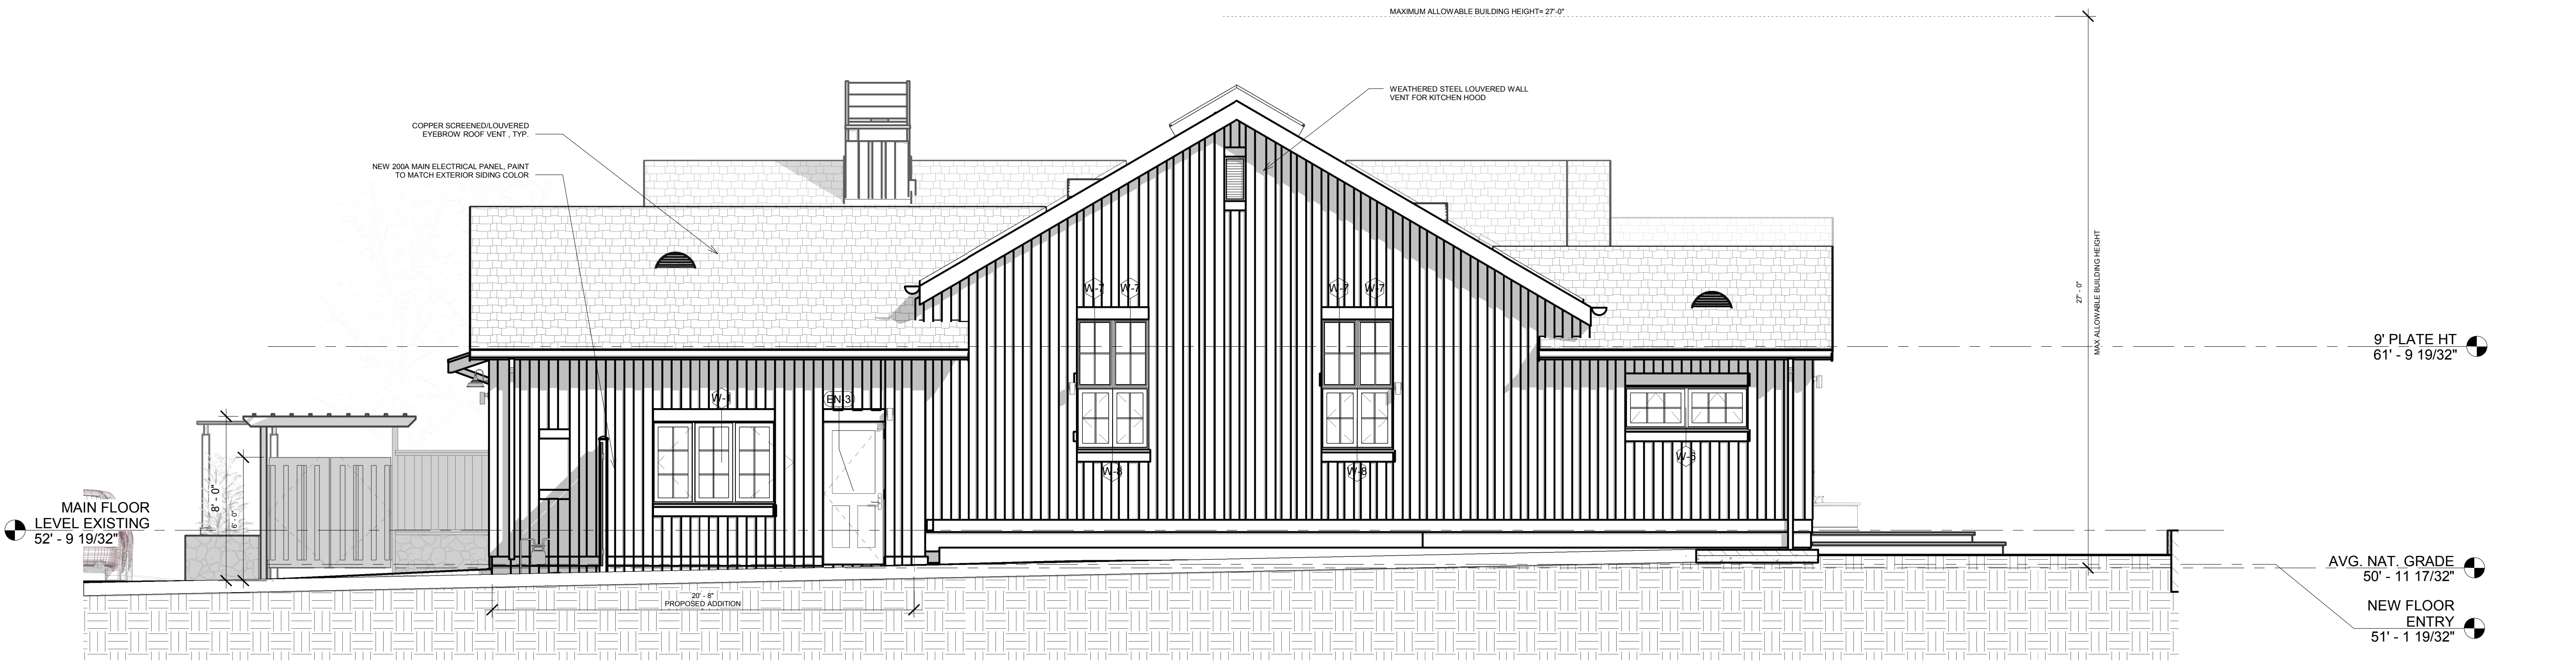 MAXIMUM ALLOWABLE BUILDING HEIGHT= 27'-0"
WEATHERED STEEL LOUVERED WALL
VENT FOR KITCHEN HOOD
COPPER SCREENED/LOUVERED
EYEBROW ROOF VENT , TYP.
NEW 200A MAIN ELECTRICAL PANEL, PAINT
TO MATCH EXTERIOR SIDING COLOR
27' - 0"
MAX ALLOWABLE BUILDING HEIGHT
W-7
W-7
W-7
W-7
9' PLATE HT
61' - 9 19/32"
W-1
EN-3
W-8
W-8
W-6
8' - 0"
6' - 0"
MAIN FLOOR
LEVEL EXISTING
52' - 9 19/32"
AVG. NAT. GRADE
50' - 11 17/32"
20' - 8"
PROPOSED ADDITION
NEW FLOOR
ENTRY
51' - 1 19/32"